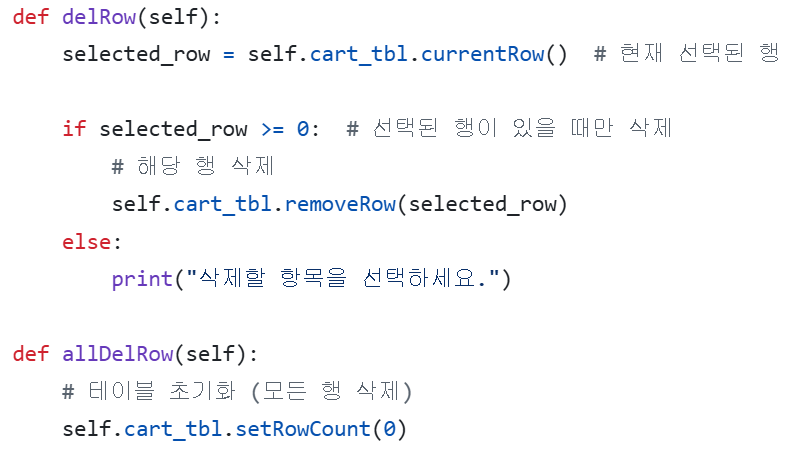 def delRow(self):
    selected_row = self.cart_tbl.currentRow()  # 현재 선택된 행
    if selected_row >= 0:  # 선택된 행이 있을 때만 삭제
        # 해당 행 삭제
        self.cart_tbl.removeRow(selected_row)
    else:
        print("삭제할 항목을 선택하세요.")
def allDelRow(self):
    # 테이블 초기화 (모든 행 삭제)
    self.cart_tbl.setRowCount(0)